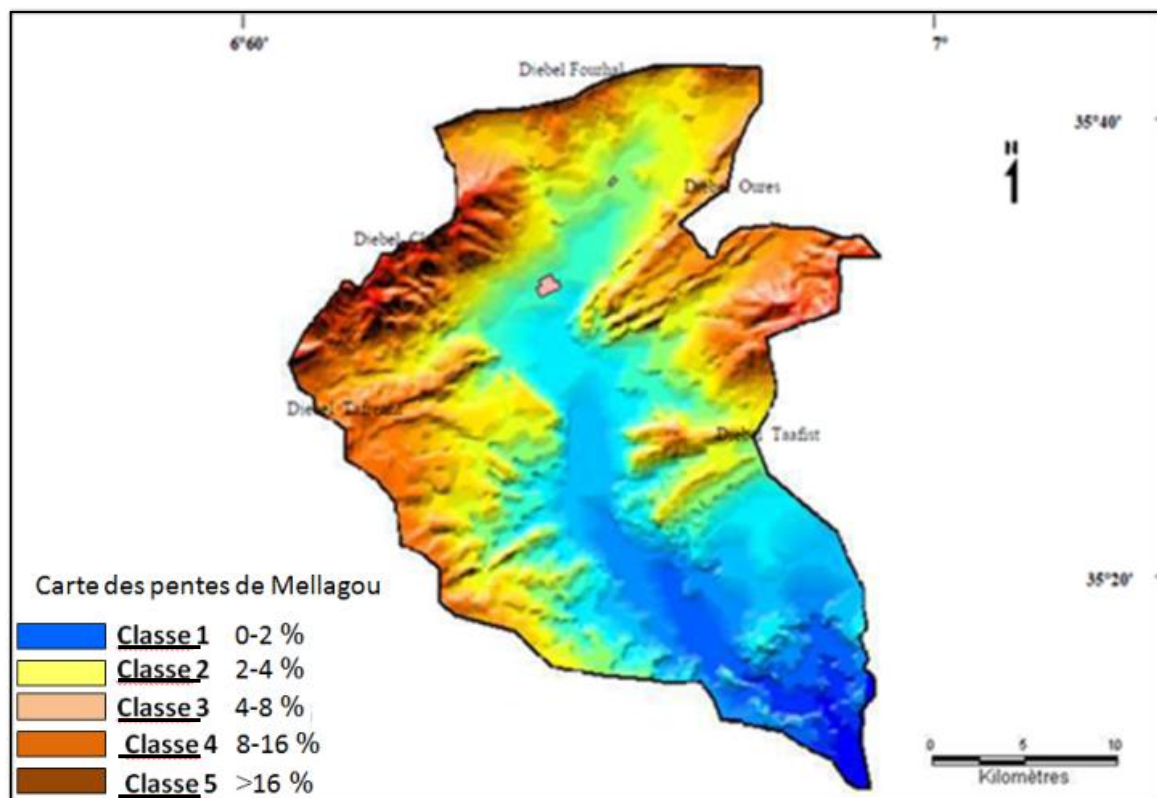 6°60'
7°
Djebel Fourhal
35°40'
N
Djebel Oures
Djebel
Djebel
Djebel Taafist
35°20'
Carte des pentes de Mellagou
Classe 1 0-2 %
Classe 2 2-4 %
Classe 3 4-8 %
Classe 4 8-16 %
Classe 5 >16 %
0 5 10
Kilomètres